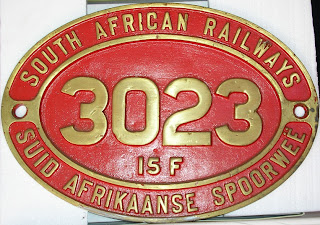 SOUTH AFRICAN RAILWAYS
3023
15 F
SUID AFRIKAANSE SPOORWEË